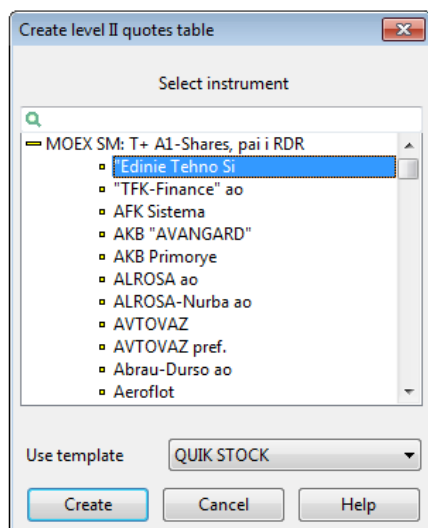 Create level II quotes table
Select instrument
MOEX SM: T+ A1-Shares, pai i RDR
"Edinie Tehno Si
"TFK-Finance" ao
AFK Sistema
AKB "AVANGARD"
AKB Primorye
ALROSA ao
ALROSA-Nurba ao
AVTOVAZ
AVTOVAZ pref.
Abrau-Durso ao
Aeroflot
Use template QUIK STOCK
Create Cancel Help